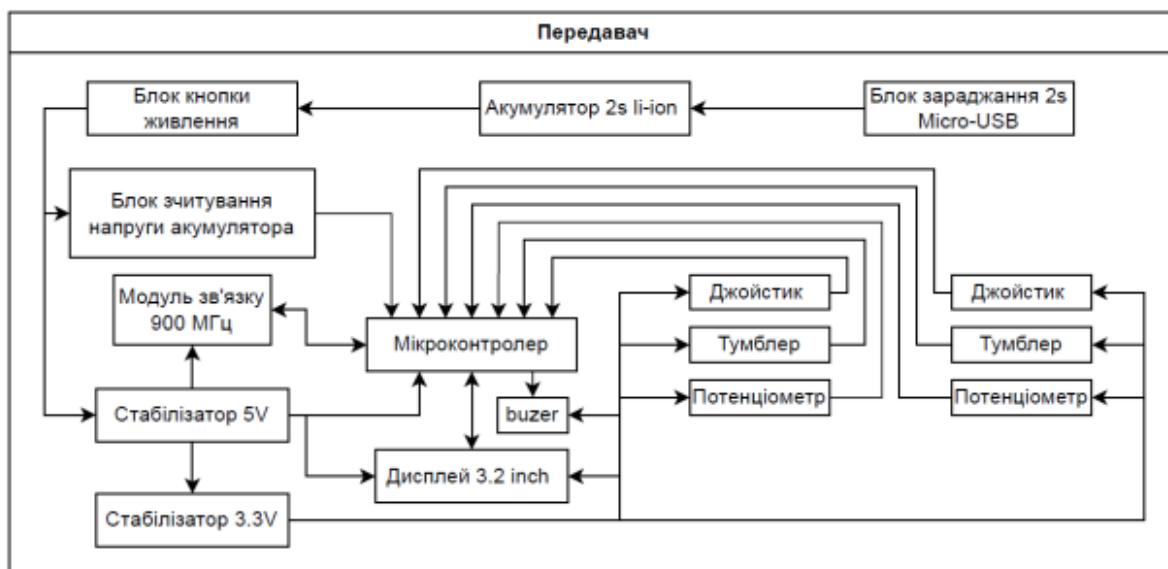 Передавач
Блок кнопки
живлення
Акумулятор 2s li-ion
Блок зараджання 2s
Micro-USB
Блок зчитування
напруги акумулятора
Модуль зв'язку
900 МГц
Мікроконтролер
Джойстик
Джойстик
Тумблер
Тумблер
Потенціометр
Потенціометр
Стабілізатор 5V
buzer
Дисплей 3.2 inch
Стабілізатор 3.3V